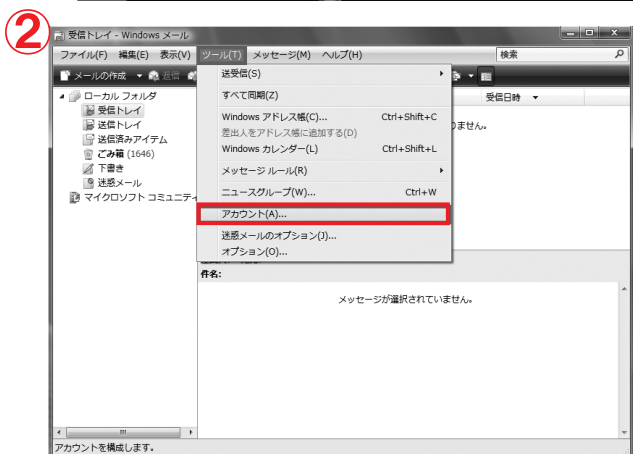 ②
受信トレイ - Windows メール
ファイル(F) 編集(E) 表示(V) ツール(T) メッセージ(M) ヘルプ(H) 検索
メールの作成 返信
送受信(S)
すべて同期(Z)
Windows アドレス帳(C)... Ctrl+Shift+C
差出人をアドレス帳に追加する(D)
Windows カレンダー(L) Ctrl+Shift+L
メッセージ ルール(R)
ニュースグループ(W)... Ctrl+W
アカウント(A)...
迷惑メールのオプション(J)...
オプション(O)...
ローカル フォルダ
受信トレイ
送信トレイ
送信済みアイテム
ごみ箱 (1646)
下書き
迷惑メール
マイクロソフト コミュニティ
受信日時
りません。
件名:
メッセージが選択されていません。
アカウントを構成します。